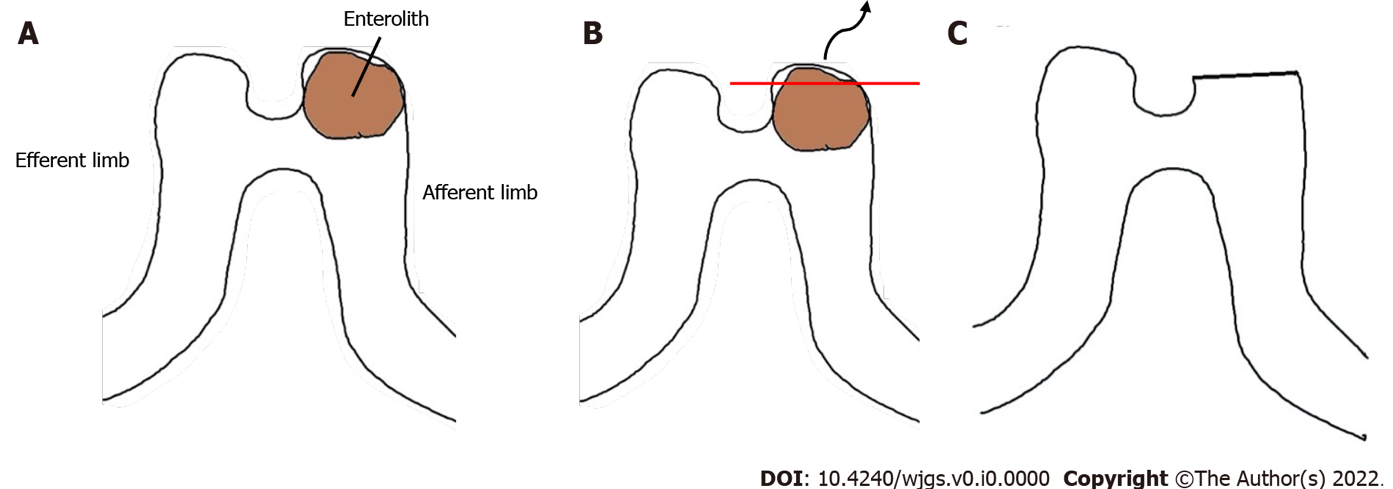 A
Enterolith
Efferent limb
Afferent limb
B
C
DOI: 10.4240/wjgs.v0.i0.0000 Copyright ©The Author(s) 2022.